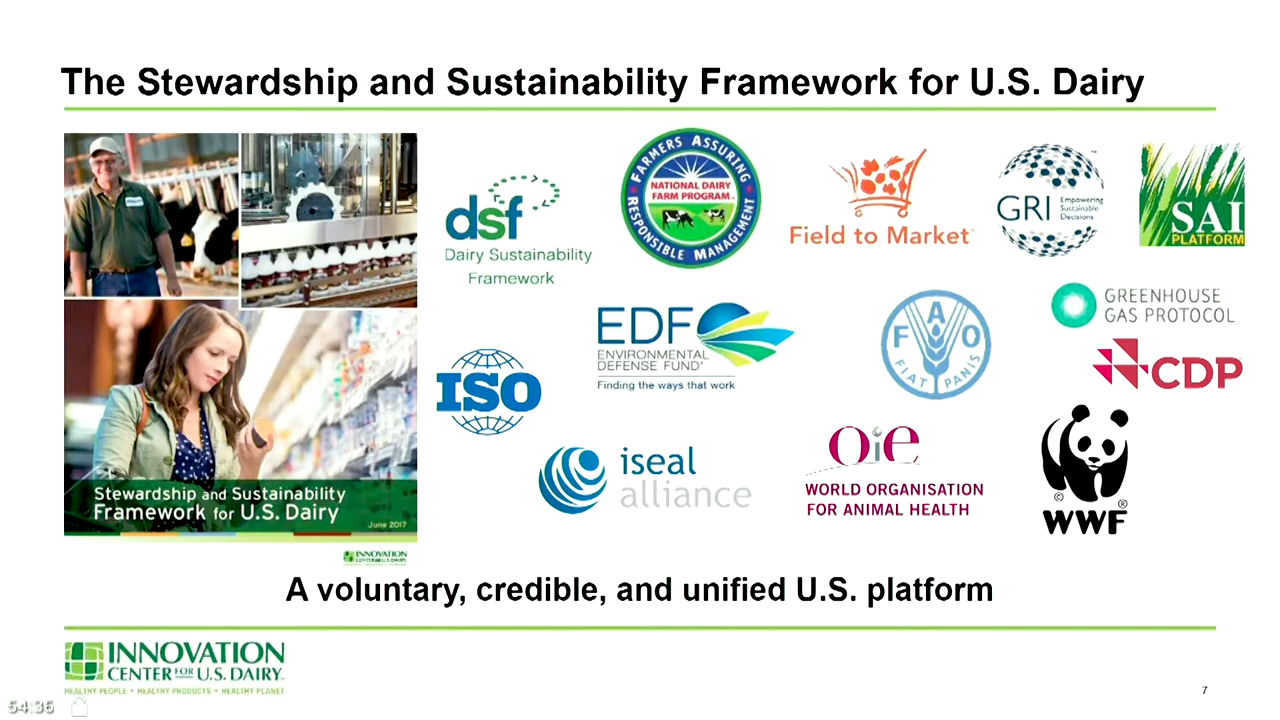 The Stewardship and Sustainability Framework for U.S. Dairy
dsf
Dairy Sustainability
Framework
FARMERS ASSURING
RESPONSIBLE MANAGEMENT
NATIONAL DAIRY
FARM PROGRAM
Field to Market
GRI Empowering
Sustainable
Decisions
SAI
PLATFORM
EDF
ENVIRONMENTAL
DEFENSE FUND
Finding the ways that work
F A O
FIAT PANIS
GREENHOUSE
GAS PROTOCOL
CDP
ISO
iseal
alliance
OiE
WORLD ORGANISATION
FOR ANIMAL HEALTH
©
®
WWF
Stewardship and Sustainability
Framework for U.S. Dairy
June 2017
INNOVATION
CENTER FOR U.S. DAIRY
A voluntary, credible, and unified U.S. platform
INNOVATION
CENTER FOR U.S. DAIRY
HEALTHY PEOPLE • HEALTHY PRODUCTS • HEALTHY PLANET
7
54:36